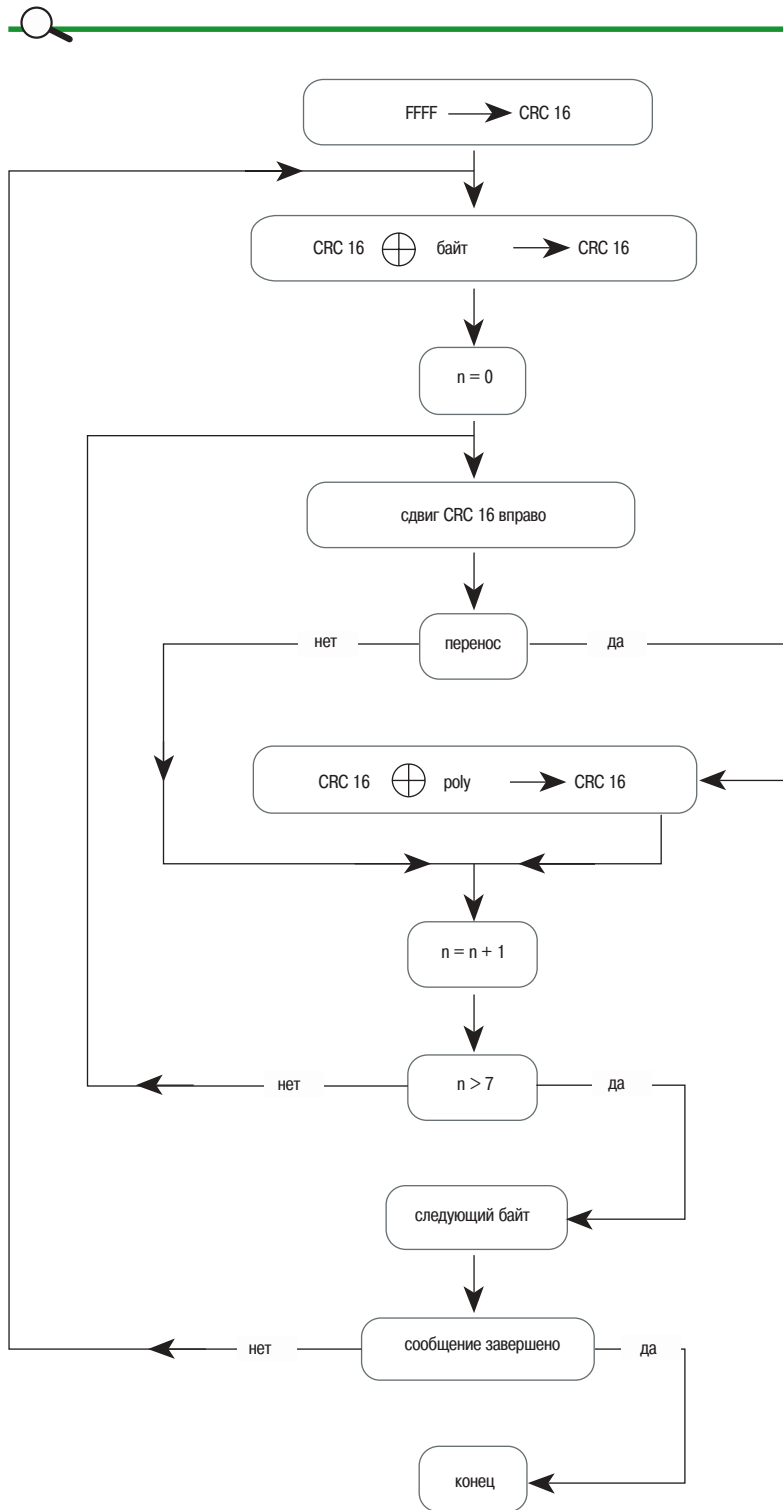 FFFF CRC 16
CRC 16 байт CRC 16
n = 0
сдвиг CRC 16 вправо
нет перенос да
CRC 16 poly CRC 16
n = n + 1
нет n > 7 да
следующий байт
нет сообщение завершено да
конец